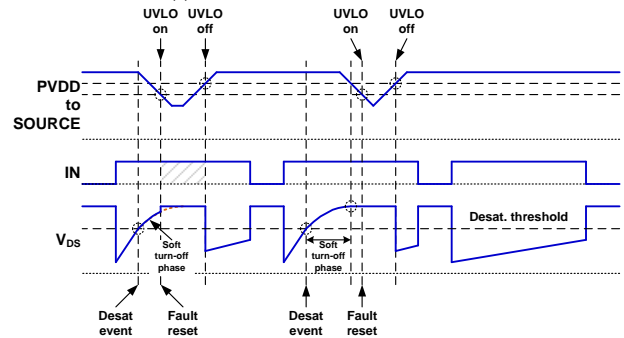 UVLO on
UVLO off
UVLO on
UVLO off
PVDD
to
SOURCE
IN
VDS
Soft
turn-off
phase
Soft
turn-off
phase
Desat. threshold
Desat
event
Fault
reset
Desat
event
Fault
reset